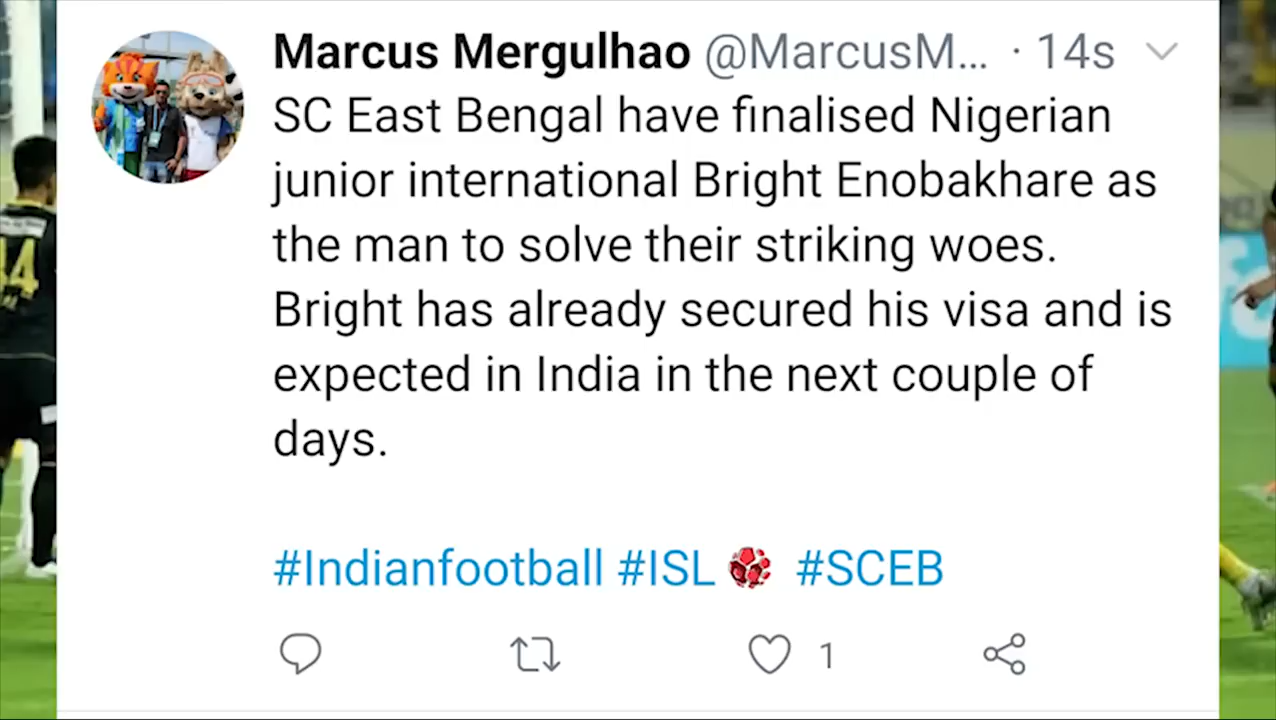 Marcus Mergulhao @MarcusM... · 14s
SC East Bengal have finalised Nigerian
junior international Bright Enobakhare as
the man to solve their striking woes.
Bright has already secured his visa and is
expected in India in the next couple of
days.
#Indianfootball #ISL #SCEB
1
14